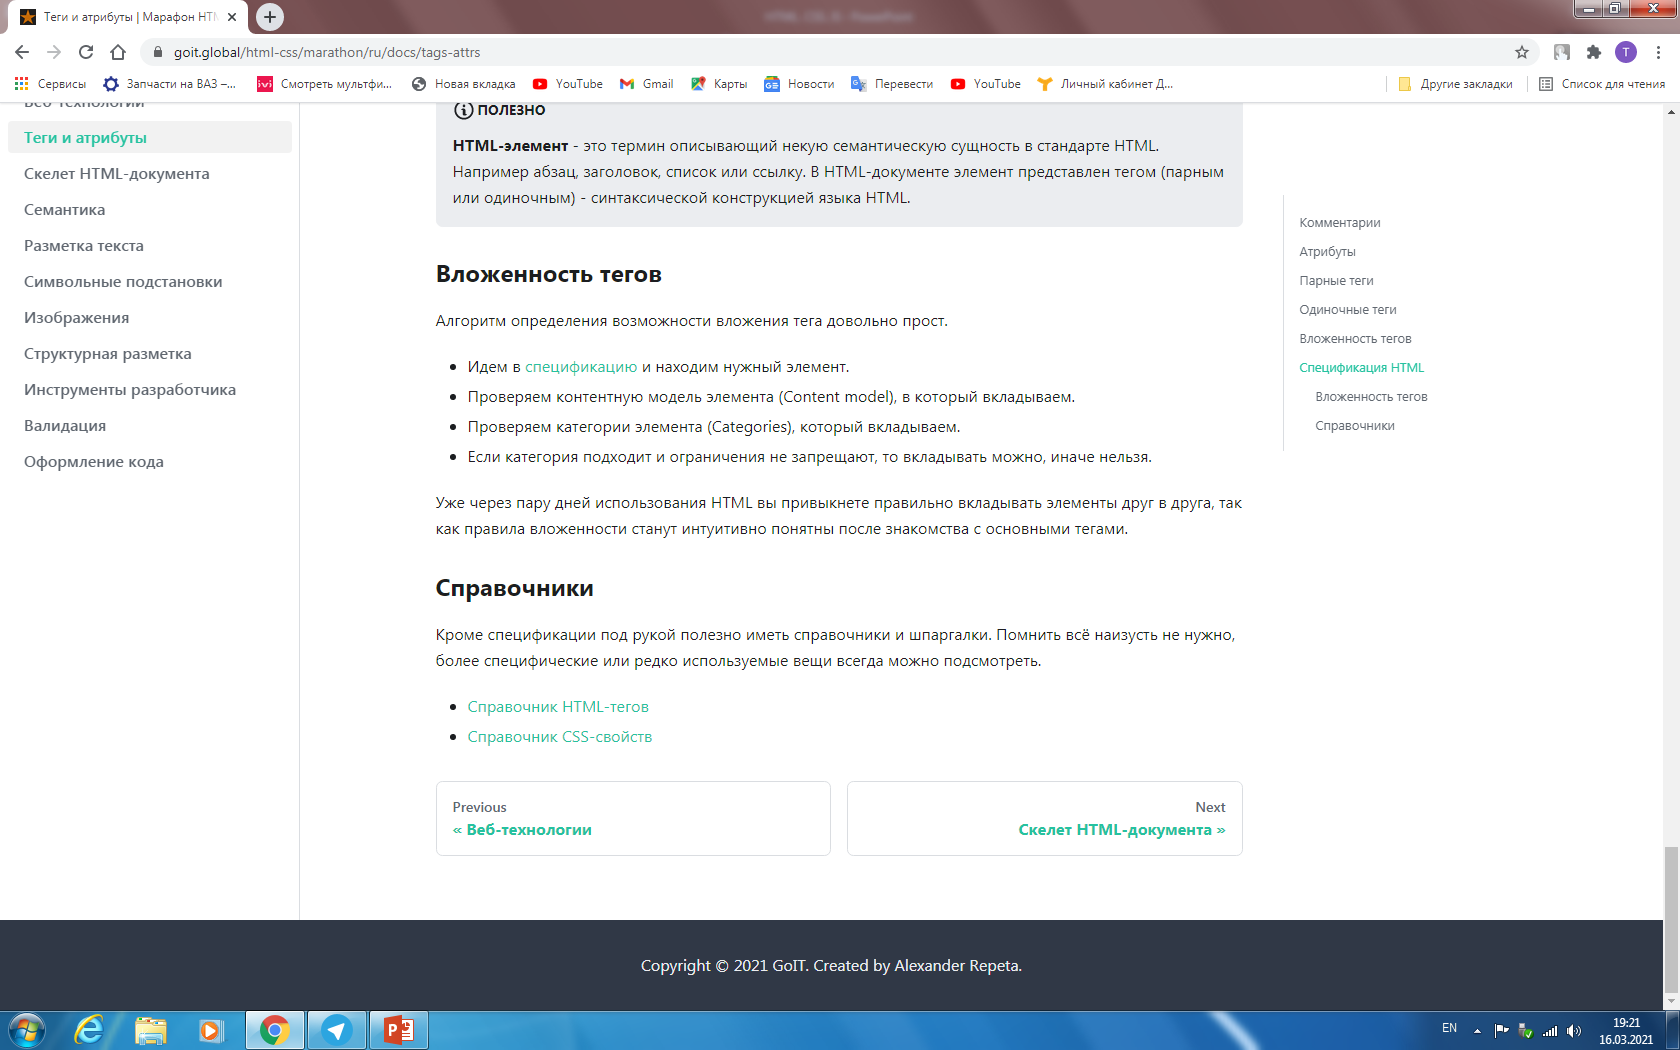 Теги и атрибуты | Марафон HTM
goit.global/html-css/marathon/ru/docs/tags-attrs
T
Сервисы
Запчасти на ВАЗ –...
ivi
Смотреть мультфи...
Новая вкладка
YouTube
Gmail
Карты
Новости
Перевести
YouTube
Личный кабинет Д...
Другие закладки
Список для чтения
Веб-технологии
Теги и атрибуты
Скелет HTML-документа
Семантика
Разметка текста
Символьные подстановки
Изображения
Структурная разметка
Инструменты разработчика
Валидация
Оформление кода
ПОЛЕЗНО
HTML-элемент - это термин описывающий некую семантическую сущность в стандарте HTML.
Например абзац, заголовок, список или ссылку. В HTML-документе элемент представлен тегом (парным
или одиночным) - синтаксической конструкцией языка HTML.
Вложенность тегов
Алгоритм определения возможности вложения тега довольно прост.
• Идем в спецификацию и находим нужный элемент.
• Проверяем контентную модель элемента (Content model), в который вкладываем.
• Проверяем категории элемента (Categories), который вкладываем.
• Если категория подходит и ограничения не запрещают, то вкладывать можно, иначе нельзя.
Уже через пару дней использования HTML вы привыкнете правильно вкладывать элементы друг в друга, так
как правила вложенности станут интуитивно понятны после знакомства с основными тегами.
Справочники
Кроме спецификации под рукой полезно иметь справочники и шпаргалки. Помнить всё наизусть не нужно,
более специфические или редко используемые вещи всегда можно подсмотреть.
• Справочник HTML-тегов
• Справочник CSS-свойств
Previous
« Веб-технологии
Next
Скелет HTML-документа »
Комментарии
Атрибуты
Парные теги
Одиночные теги
Вложенность тегов
Спецификация HTML
Вложенность тегов
Справочники
Copyright © 2021 GoIT. Created by Alexander Repeta.
EN
19:21
16.03.2021